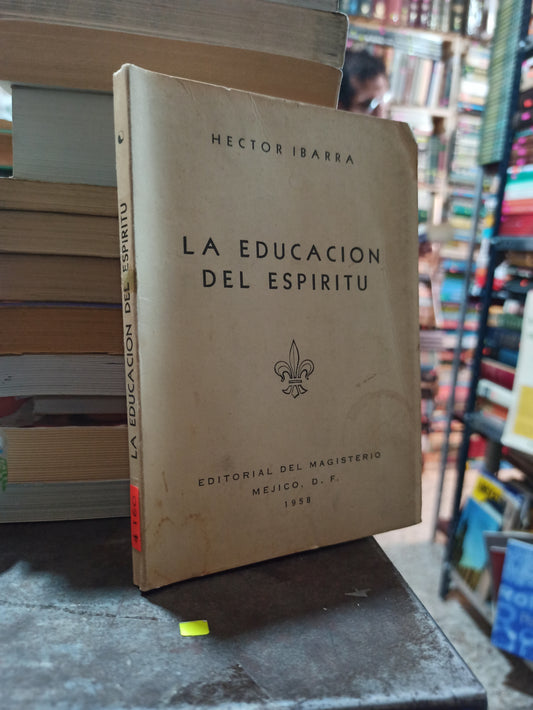 HECTOR IBARRA
LA EDUCACION
DEL ESPIRITU
EDITORIAL DEL MAGISTERIO
MEJICO, D. F.
1958
LA EDUCACION DEL ESPIRITU